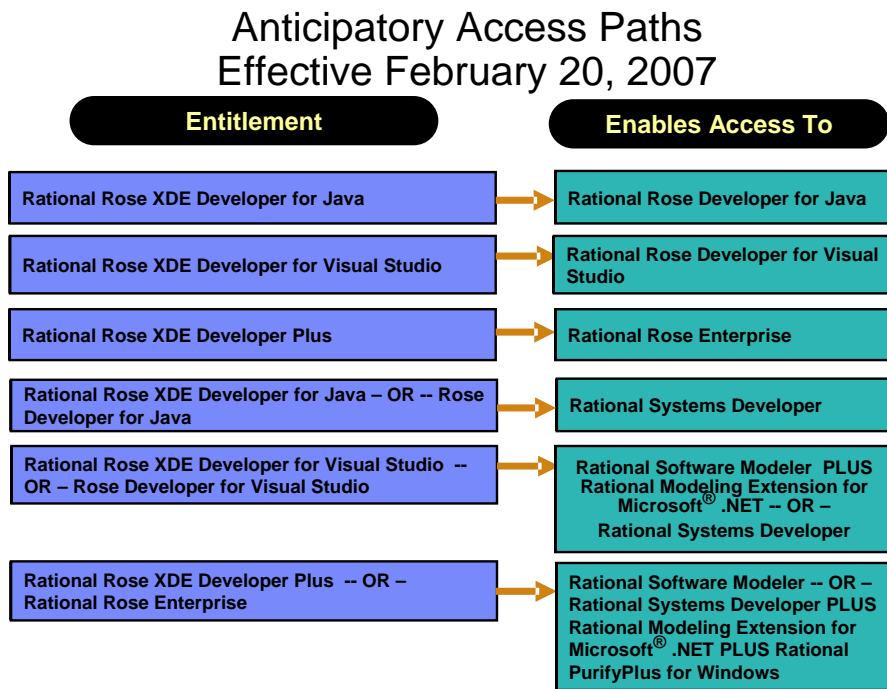 Anticipatory Access Paths
Effective February 20, 2007
Entitlement
Enables Access To
Rational Rose XDE Developer for Java
Rational Rose Developer for Java
Rational Rose XDE Developer for Visual Studio
Rational Rose Developer for Visual
Studio
Rational Rose XDE Developer Plus
Rational Rose Enterprise
Rational Rose XDE Developer for Java – OR -- Rose
Developer for Java
Rational Systems Developer
Rational Rose XDE Developer for Visual Studio --
OR – Rose Developer for Visual Studio
Rational Software Modeler PLUS
Rational Modeling Extension for
Microsoft® .NET -- OR –
Rational Systems Developer
Rational Rose XDE Developer Plus -- OR –
Rational Rose Enterprise
Rational Software Modeler -- OR –
Rational Systems Developer PLUS
Rational Modeling Extension for
Microsoft® .NET PLUS Rational
PurifyPlus for Windows